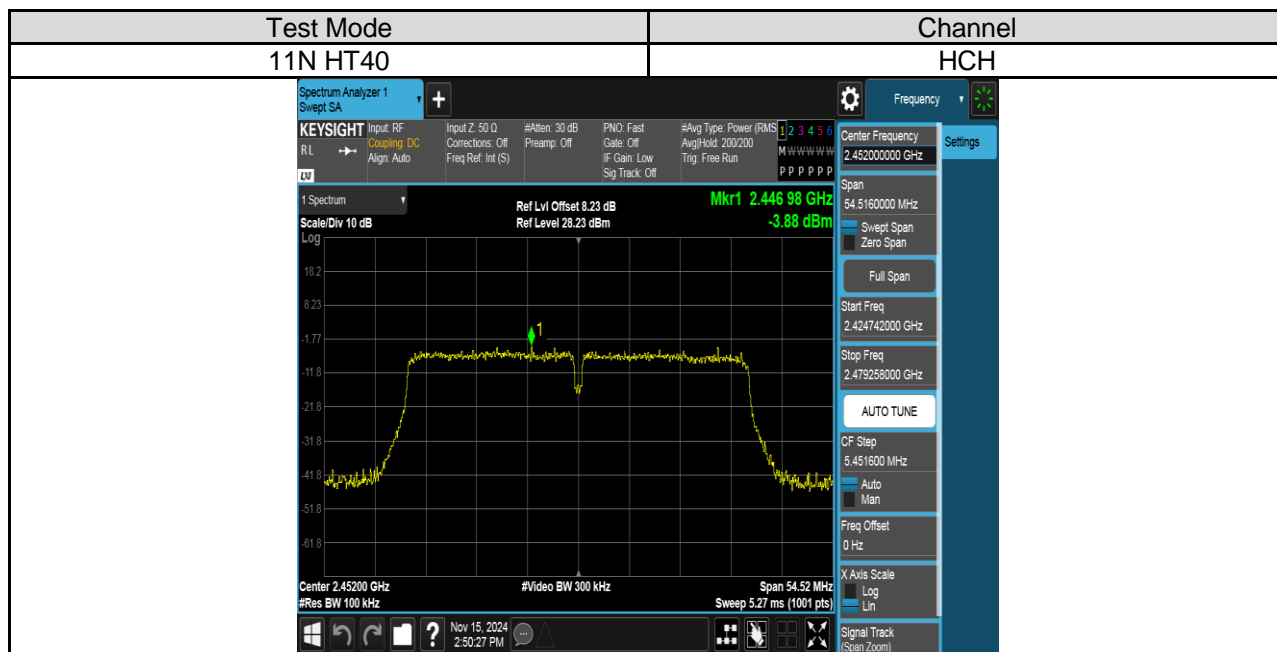 Test Mode
Channel
11N HT40
HCH
Spectrum Analyzer 1
Swept SA
Frequency
KEYSIGHT
RL
LXI
Input: RF
Coupling: DC
Align: Auto
Input Z: 50 Ω
Corrections: Off
Freq Ref: Int (S)
#Atten: 30 dB
Preamp: Off
PNO: Fast
Gate: Off
IF Gain: Low
Sig Track: Off
#Avg Type: Power (RMS
Avg|Hold: 200/200
Trig: Free Run
1 2 3 4 5 6
M W W W W W
P P P P P P
Center Frequency
2.452000000 GHz
Settings
Span
54.5160000 MHz
Swept Span
Zero Span
Full Span
Start Freq
2.424742000 GHz
Stop Freq
2.479258000 GHz
AUTO TUNE
CF Step
5.451600 MHz
Auto
Man
Freq Offset
0 Hz
X Axis Scale
Log
Lin
Signal Track
(Span Zoom)
1 Spectrum
Scale/Div 10 dB
Log
Ref Lvl Offset 8.23 dB
Ref Level 28.23 dBm
Mkr1 2.446 98 GHz
-3.88 dBm
18.2
8.23
-1.77
-11.8
-21.8
-31.8
-41.8
-51.8
-61.8
1
Center 2.45200 GHz
#Res BW 100 kHz
#Video BW 300 kHz
Span 54.52 MHz
Sweep 5.27 ms (1001 pts)
Nov 15, 2024
2:50:27 PM